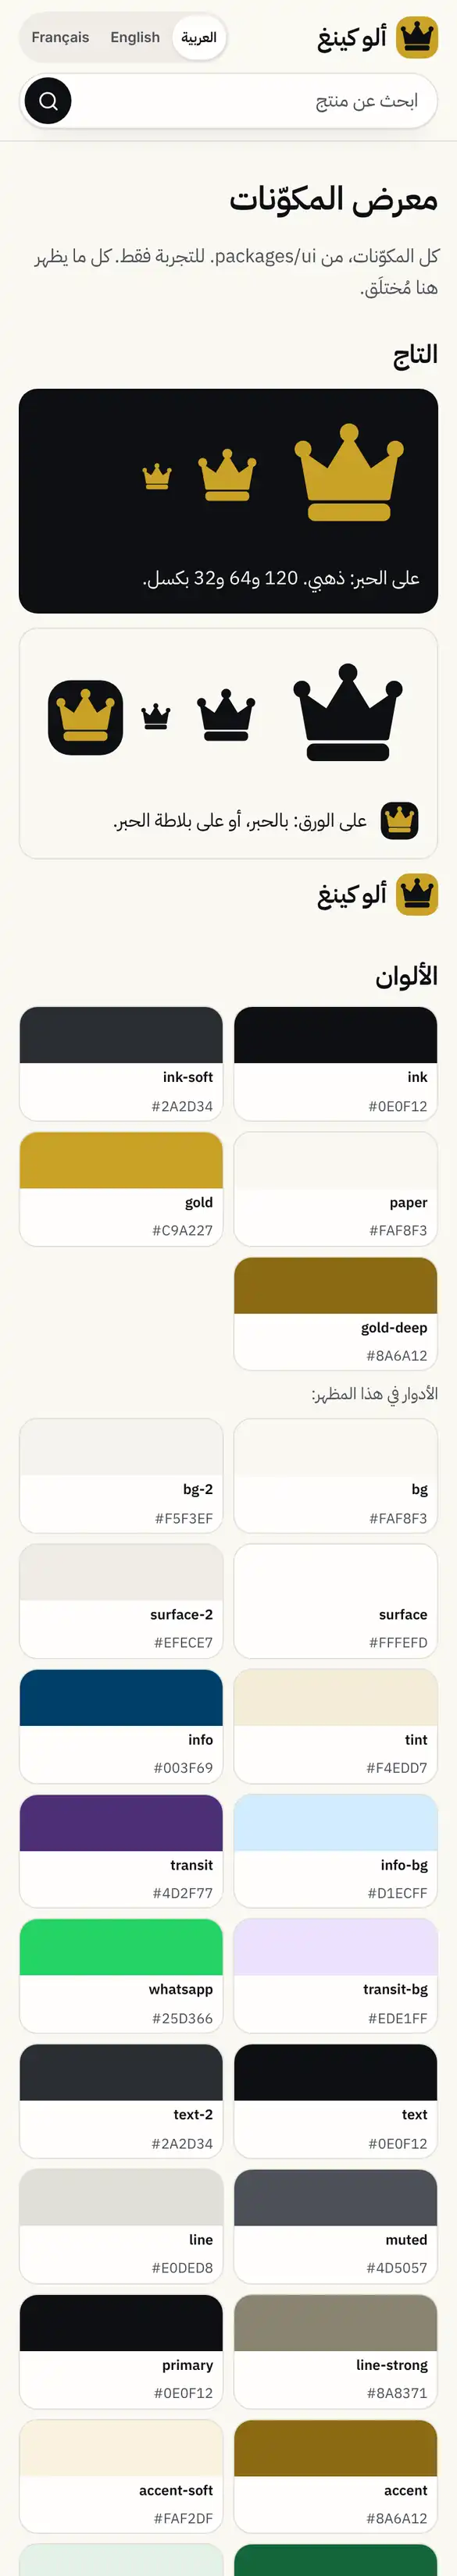 ألو كينغ
العربية English Français
ابحث عن منتج
معرض المكوّنات
كل المكوّنات، من packages/ui. للتجربة فقط. كل ما يظهر
هنا مُختلَق.
التاج
على الحبر: ذهبي. 120 و64 و32 بكسل.
على الورق: بالحبر، أو على بلاطة الحبر.
ألو كينغ
الألوان
ink
#0E0F12
ink-soft
#2A2D34
paper
#FAF8F3
gold
#C9A227
gold-deep
#8A6A12
الأدوار في هذا المظهر:
bg
#FAF8F3
bg-2
#F5F3EF
surface
#FFFEFD
surface-2
#EFECE7
tint
#F4EDD7
info
#003F69
info-bg
#D1ECFF
transit
#4D2F77
transit-bg
#EDE1FF
whatsapp
#25D366
text
#0E0F12
text-2
#2A2D34
muted
#4D5057
line
#E0DED8
line-strong
#8A8371
primary
#0E0F12
accent
#8A6A12
accent-soft
#FAF2DF